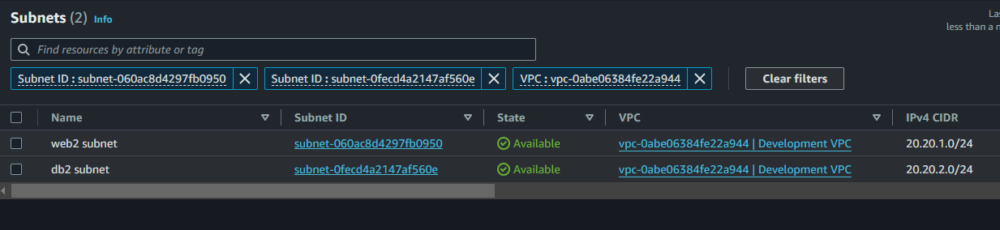 Subnets (2) Info
Las
less than a m
Find resources by attribute or tag
Subnet ID : subnet-060ac8d4297fb0950 Subnet ID : subnet-0fecd4a2147af560e VPC : vpc-0abe06384fe22a944 Clear filters
Name Subnet ID State VPC IPv4 CIDR
web2 subnet subnet-060ac8d4297fb0950 Available vpc-0abe06384fe22a944 | Development VPC 20.20.1.0/24
db2 subnet subnet-0fecd4a2147af560e Available vpc-0abe06384fe22a944 | Development VPC 20.20.2.0/24